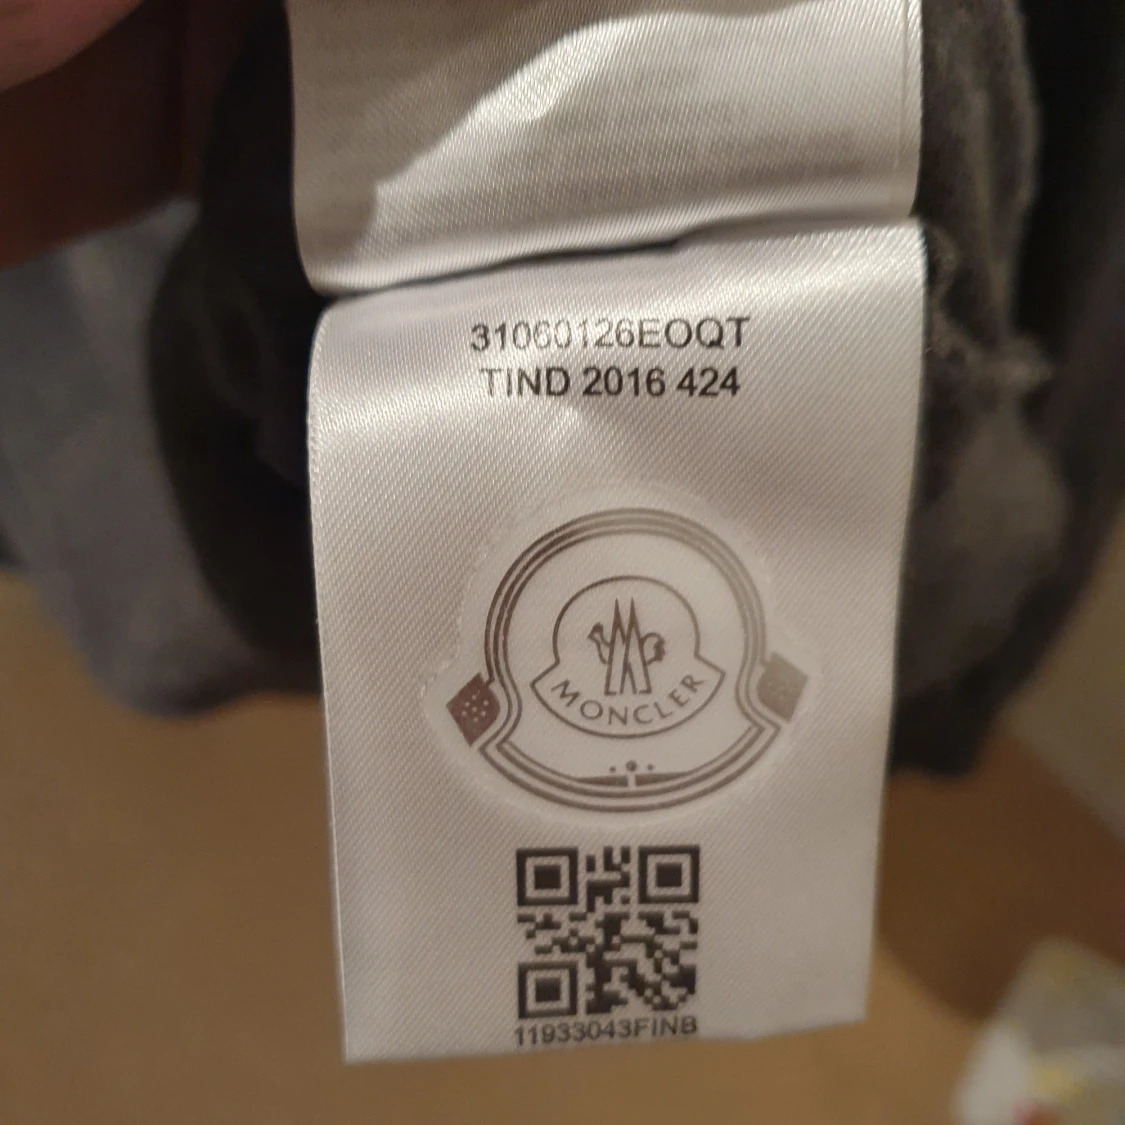 31060126EOQT
TIND 2016 424
MONCLER
11933043FINB